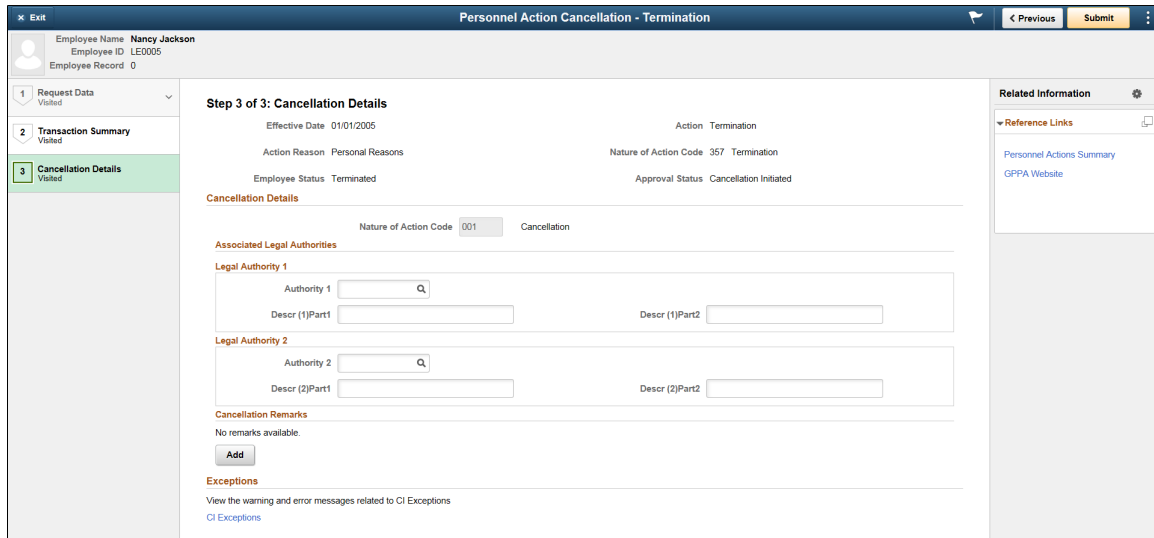 × Exit
Personnel Action Cancellation - Termination
< Previous
Submit
Employee Name Nancy Jackson
Employee ID LE0005
Employee Record 0
1 Request Data
Visited
2 Transaction Summary
Visited
3 Cancellation Details
Visited
Step 3 of 3: Cancellation Details
Effective Date 01/01/2005 Action Termination
Action Reason Personal Reasons Nature of Action Code 357 Termination
Employee Status Terminated Approval Status Cancellation Initiated
Cancellation Details
Nature of Action Code 001 Cancellation
Associated Legal Authorities
Legal Authority 1
Authority 1
Descr (1)Part1 Descr (1)Part2
Legal Authority 2
Authority 2
Descr (2)Part1 Descr (2)Part2
Cancellation Remarks
No remarks available.
Add
Exceptions
View the warning and error messages related to CI Exceptions
CI Exceptions
Related Information
Reference Links
Personnel Actions Summary
GPPA Website